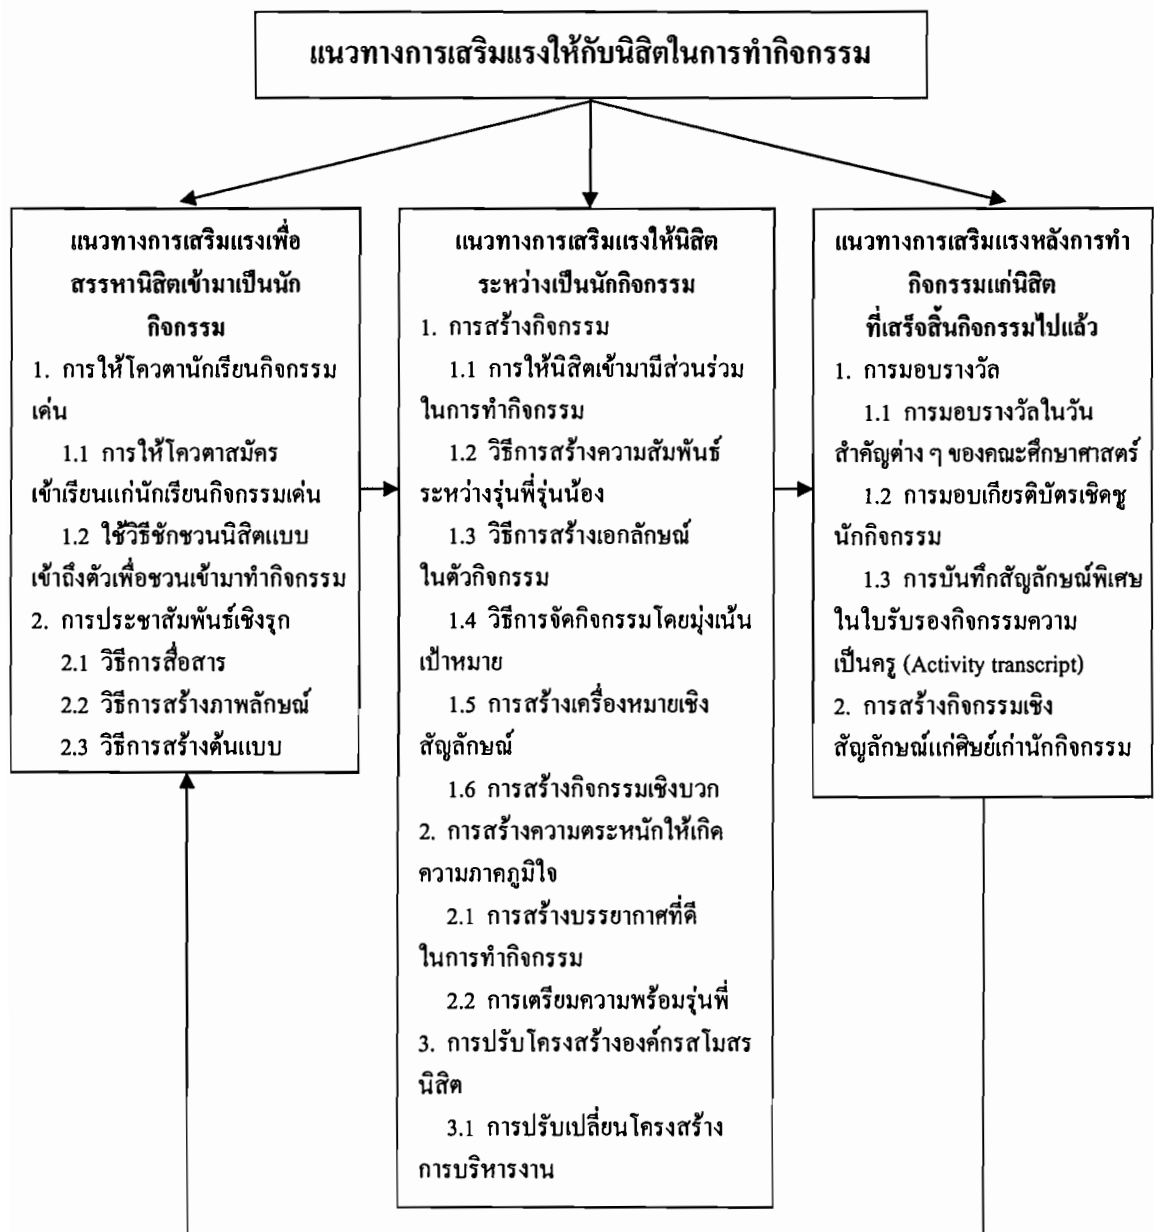 แนวทางการเสริมแรงให้กับนิสิตในการทำกิจกรรม
แนวทางการเสริมแรงเพื่อ
สรรหานิสิตเข้ามาเป็นนัก
กิจกรรม
1. การให้โควตานักเรียนกิจกรรม
เด่น
1.1 การให้โควตาสมัคร
เข้าเรียนแก่นักเรียนกิจกรรมเด่น
1.2 ใช้วิธีชักชวนนิสิตแบบ
เข้าถึงตัวเพื่อชวนเข้ามาทำกิจกรรม
2. การประชาสัมพันธ์เชิงรุก
2.1 วิธีการสื่อสาร
2.2 วิธีการสร้างภาพลักษณ์
2.3 วิธีการสร้างต้นแบบ
แนวทางการเสริมแรงให้นิสิต
ระหว่างเป็นนักกิจกรรม
1. การสร้างกิจกรรม
1.1 การให้นิสิตเข้ามามีส่วนร่วม
ในการทำกิจกรรม
1.2 วิธีการสร้างความสัมพันธ์
ระหว่างรุ่นพี่รุ่นน้อง
1.3 วิธีการสร้างเอกลักษณ์
ในตัวกิจกรรม
1.4 วิธีการจัดกิจกรรมโดยมุ่งเน้น
เป้าหมาย
1.5 การสร้างเครื่องหมายเชิง
สัญลักษณ์
1.6 การสร้างกิจกรรมเชิงบวก
2. การสร้างความตระหนักให้เกิด
ความภาคภูมิใจ
2.1 การสร้างบรรยากาศที่ดี
ในการทำกิจกรรม
2.2 การเตรียมความพร้อมรุ่นพี่
3. การปรับโครงสร้างองค์กรสโมสร
นิสิต
3.1 การปรับเปลี่ยนโครงสร้าง
การบริหารงาน
แนวทางการเสริมแรงหลังการทำ
กิจกรรมแก่นิสิต
ที่เสร็จสิ้นกิจกรรมไปแล้ว
1. การมอบรางวัล
1.1 การมอบรางวัลในวัน
สำคัญต่าง ๆ ของคณะศึกษาศาสตร์
1.2 การมอบเกียรติบัตรเชิดชู
นักกิจกรรม
1.3 การบันทึกสัญลักษณ์พิเศษ
ในใบรับรองกิจกรรมความ
เป็นครู (Activity transcript)
2. การสร้างกิจกรรมเชิง
สัญลักษณ์แก่ศิษย์เก่านักกิจกรรม